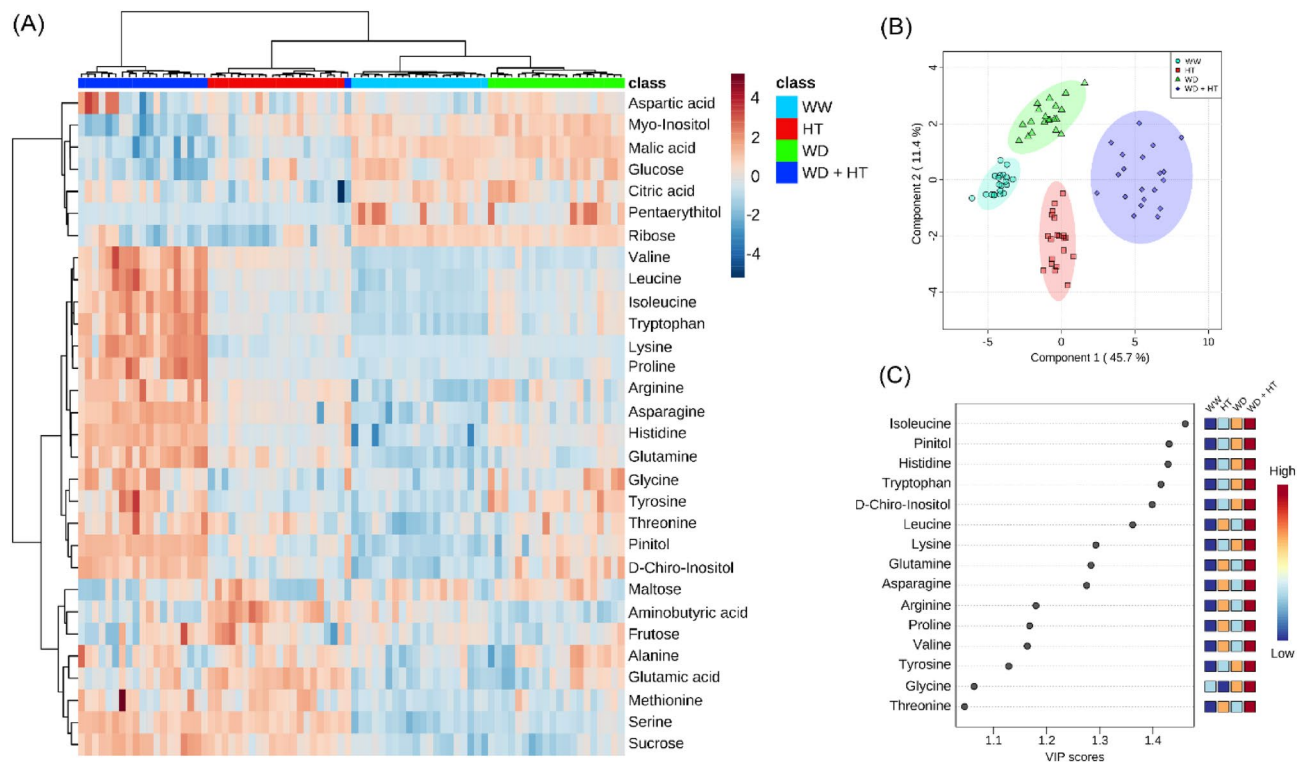 (A)
class
Aspartic acid
Myo-Inositol
Malic acid
Glucose
Citric acid
Pentaerythitol
Ribose
Valine
Leucine
Isoleucine
Tryptophan
Lysine
Proline
Arginine
Asparagine
Histidine
Glutamine
Glycine
Tyrosine
Threonine
Pinitol
D-Chiro-Inositol
Maltose
Aminobutyric acid
Frutose
Alanine
Glutamic acid
Methionine
Serine
Sucrose
4
2
0
-2
-4
class
WW
HT
WD
WD + HT
(B)
WW
HT
WD
WD + HT
Component 2 ( 11.4 %)
4
2
0
-2
-4
-5
0
5
10
Component 1 ( 45.7 %)
(C)
WW HT WD WD + HT
Isoleucine
Pinitol
Histidine
Tryptophan
D-Chiro-Inositol
Leucine
Lysine
Glutamine
Asparagine
Arginine
Proline
Valine
Tyrosine
Glycine
Threonine
1.1 1.2 1.3 1.4
VIP scores
High
Low